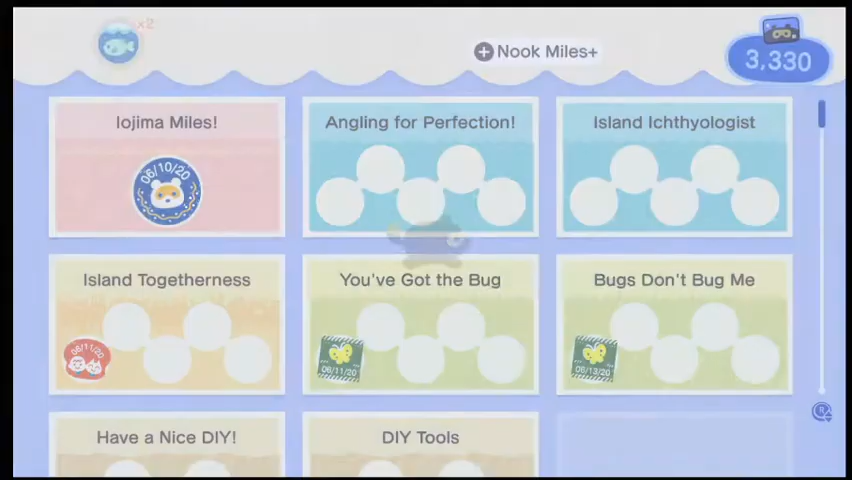 x2
Nook Miles+
3,330
Iojima Miles!
06/10/20
Angling for Perfection!
Island Ichthyologist
Island Togetherness
06/11/20
You've Got the Bug
06/11/20
Bugs Don't Bug Me
06/13/20
Have a Nice DIY!
DIY Tools
R